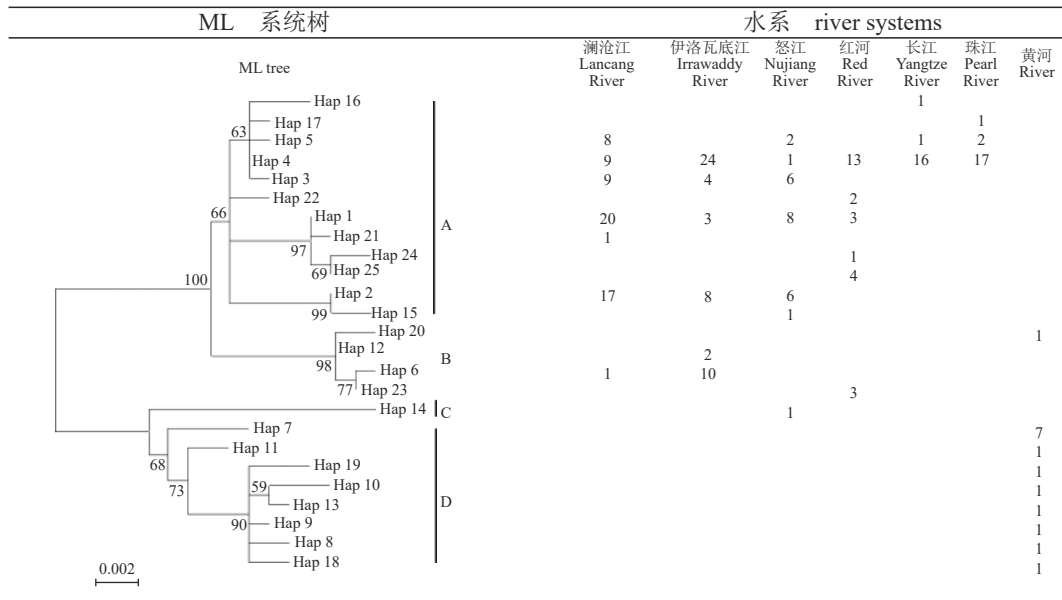 ML 系统树 水系 river systems
ML tree
澜沧江 伊洛瓦底江 怒江 红河 长江 珠江 黄河
Lancang Irrawaddy Nujiang Red Yangtze Pearl River
River River River River River River
Hap 16 1
63 Hap 17 1
Hap 5 8 2 1 2
Hap 4 9 24 1 13 16 17
Hap 3 9 4 6
Hap 22 2
66 Hap 1 20 3 8 3
A
97 Hap 21 1
Hap 24 1
69 Hap 25 4
100
Hap 2 17 8 6
99 Hap 15 1
Hap 20 1
Hap 12 2
98 B
Hap 6 1 10
77 Hap 23 3
Hap 14 C 1
Hap 7 7
Hap 11 1
68
Hap 19 1
73 59 Hap 10 1
D
Hap 13 1
90 Hap 9 1
Hap 8 1
Hap 18 1
0.002